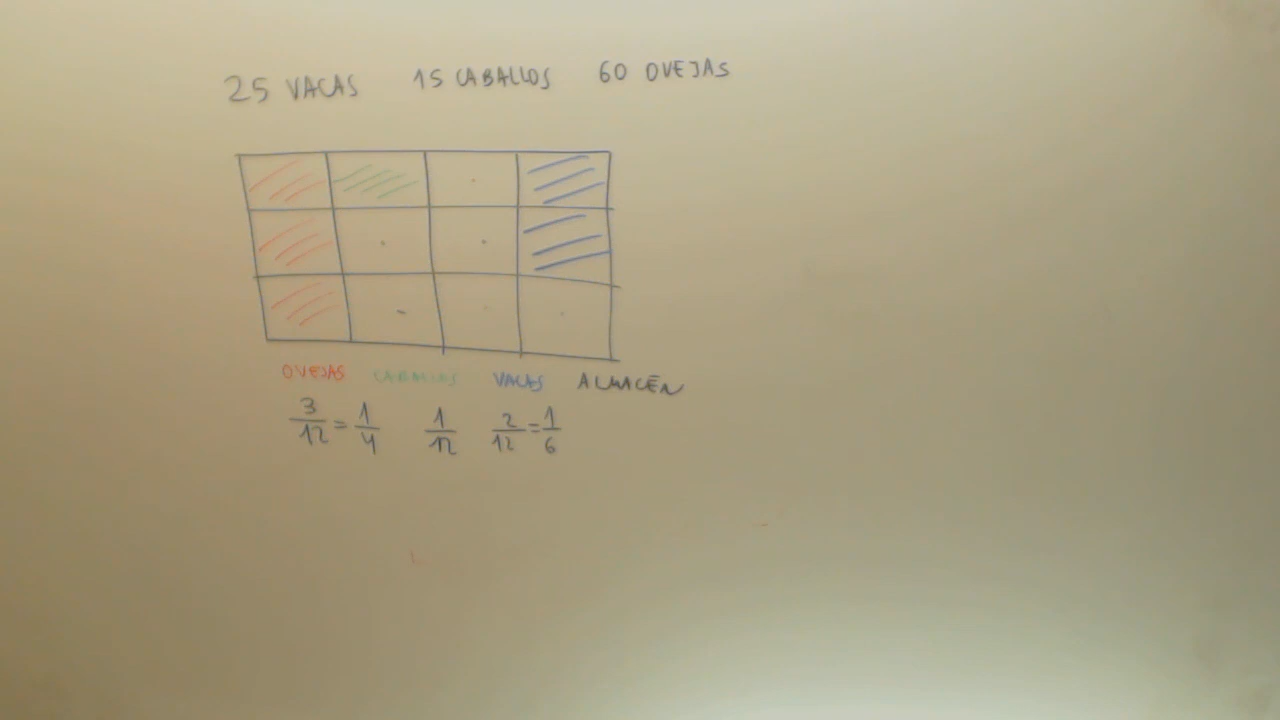 25 VACAS 15 CABALLOS 60 OVEJAS
OVEJAS CABALLOS VACAS ALMACÉN
3/12 = 1/4 1/12 2/12 = 1/6